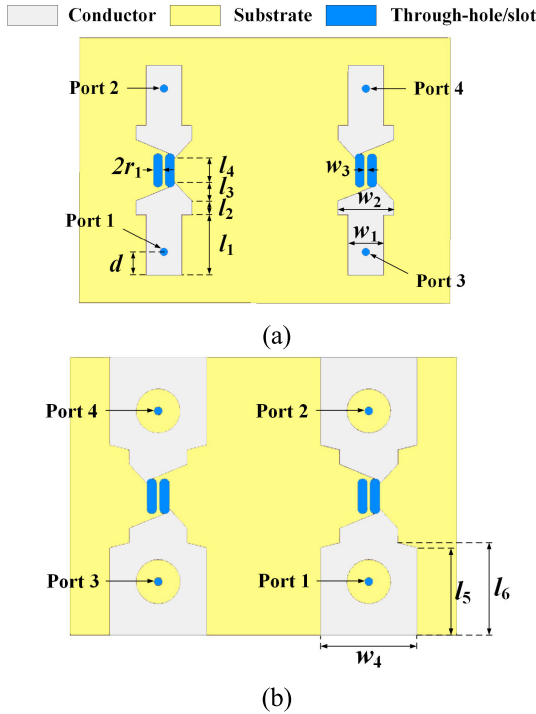 Conductor Substrate Through-hole/slot
Port 2 Port 4
2r₁ l₄ w₃
l₃
l₂ w₂
Port 1 l₁ w₁
d
Port 3
(a)
Port 4 Port 2
Port 3 Port 1
l₅ l₆
w₄
(b)